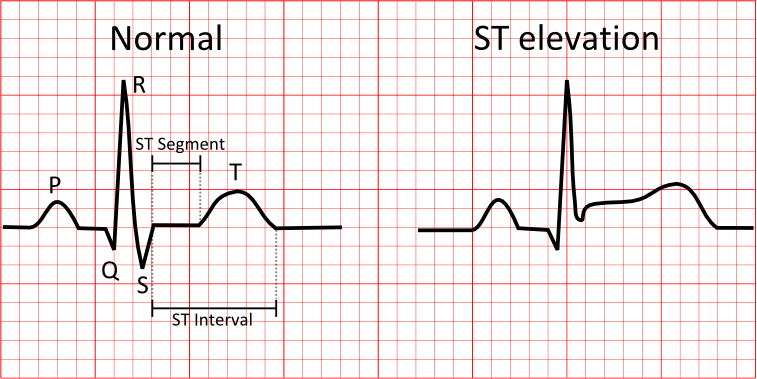 Normal
ST elevation
R
ST Segment
T
P
Q
S
ST Interval